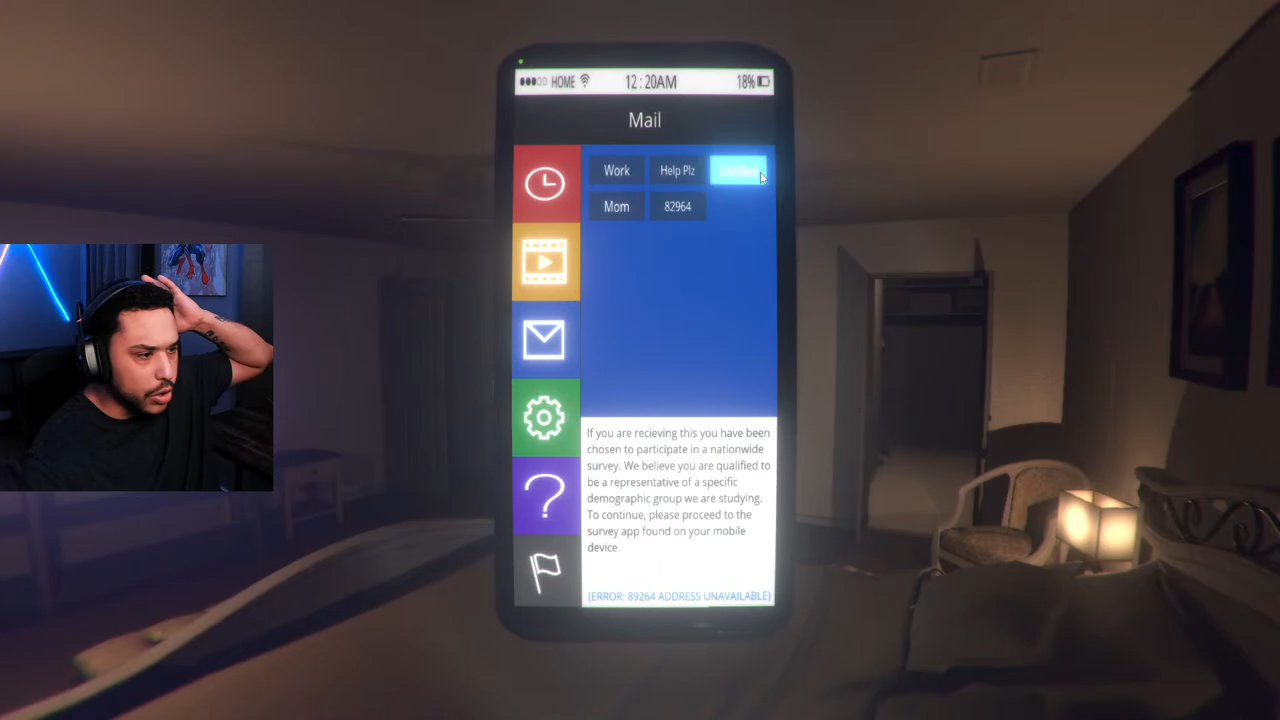 HOME 12:20AM 18%
Mail
Work Help Plz Untitled
Mom 82964
If you are recieving this you have been
chosen to participate in a nationwide
survey. We believe you are qualified to
be a representative of a specific
demographic group we are studying.
To continue, please proceed to the
survey app found on your mobile
device.
(ERROR: 89264 ADDRESS UNAVAILABLE)